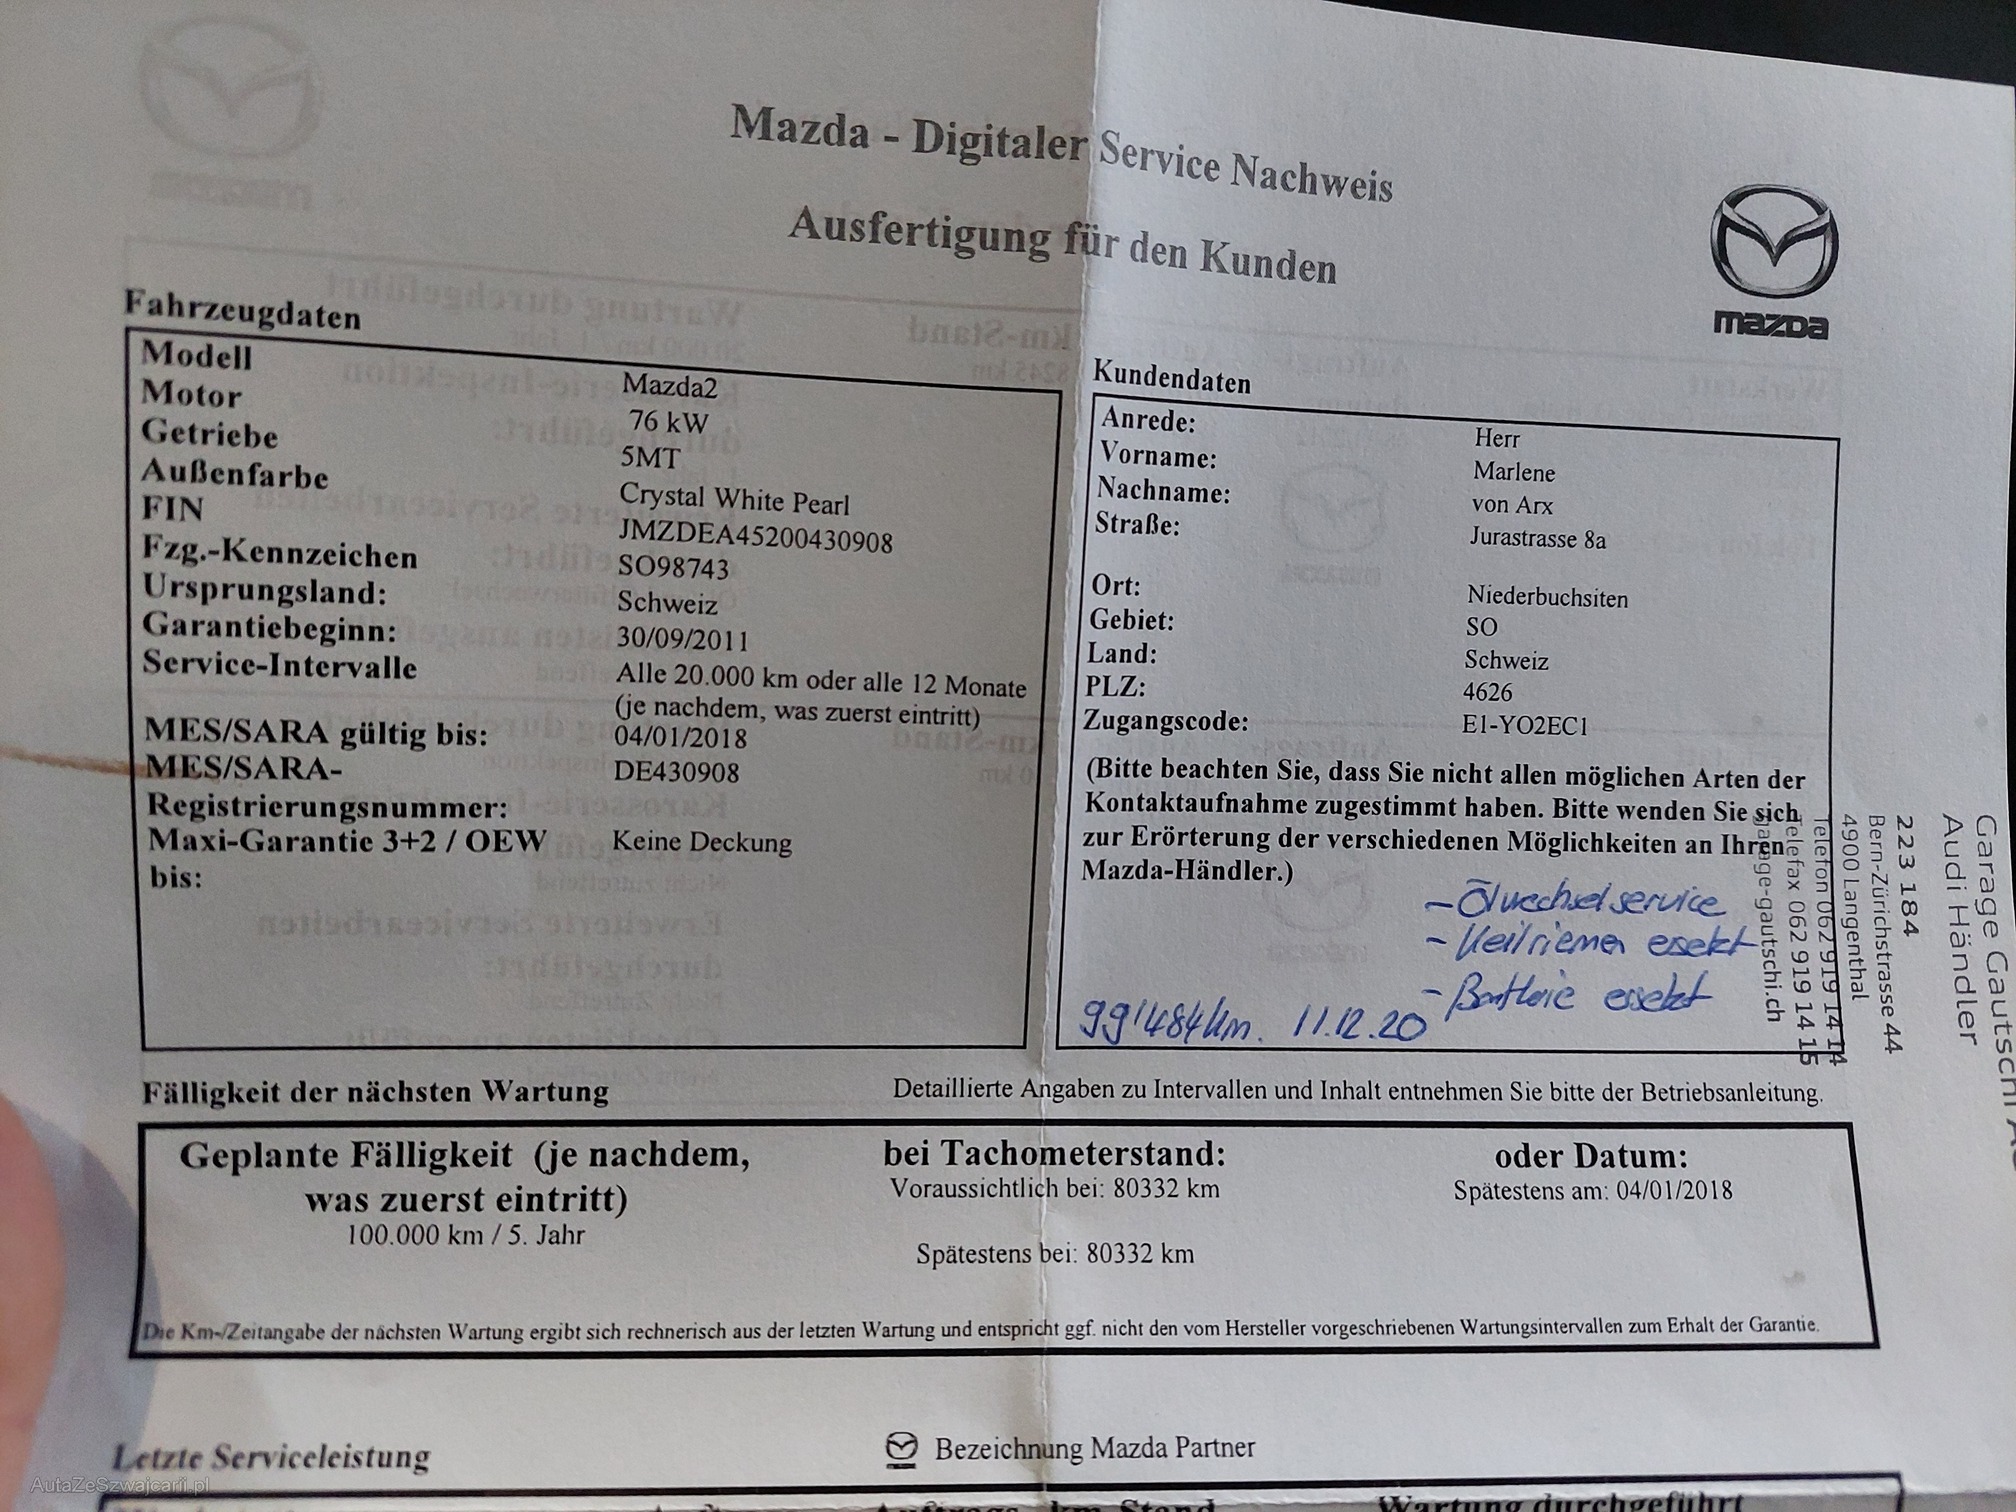 Mazda - Digitaler Service Nachweis
Ausfertigung für den Kunden
mazda
Fahrzeugdaten
Modell Mazda2
Motor 76 kW
Getriebe 5MT
Außenfarbe Crystal White Pearl
FIN JMZDEA45200430908
Fzg.-Kennzeichen SO98743
Ursprungsland: Schweiz
Garantiebeginn: 30/09/2011
Service-Intervalle Alle 20.000 km oder alle 12 Monate
(je nachdem, was zuerst eintritt)
MES/SARA gültig bis: 04/01/2018
MES/SARA- DE430908
Registrierungsnummer:
Maxi-Garantie 3+2 / OEW Keine Deckung
bis:
Kundendaten
Anrede: Herr
Vorname: Marlene
Nachname: von Arx
Straße: Jurastrasse 8a
Ort: Niederbuchsiten
Gebiet: SO
Land: Schweiz
PLZ: 4626
Zugangscode: E1-YO2EC1
(Bitte beachten Sie, dass Sie nicht allen möglichen Arten der
Kontaktaufnahme zugestimmt haben. Bitte wenden Sie sich
zur Erörterung der verschiedenen Möglichkeiten an Ihren
Mazda-Händler.)
- Ölwechselservice
- Keilriemen esetzt
- Batterie esetzt
99'484km. 11.12.20
Garage Gautschi
Audi Händler
223 184
Bern-Zürichstrasse 44
4900 Langenthal
Telefon 062 919 14 14
Telefax 062 919 14 15
garage-gautschi.ch
Fälligkeit der nächsten Wartung Detaillierte Angaben zu Intervallen und Inhalt entnehmen Sie bitte der Betriebsanleitung.
Geplante Fälligkeit (je nachdem, bei Tachometerstand: oder Datum:
was zuerst eintritt) Voraussichtlich bei: 80332 km Spätestens am: 04/01/2018
100.000 km / 5. Jahr
Spätestens bei: 80332 km
Die Km-/Zeitangabe der nächsten Wartung ergibt sich rechnerisch aus der letzten Wartung und entspricht ggf. nicht den vom Hersteller vorgeschriebenen Wartungsintervallen zum Erhalt der Garantie.
Letzte Serviceleistung Bezeichnung Mazda Partner
km Stand Wartung durchgeführt
AutaZeSzwajcarii.pl